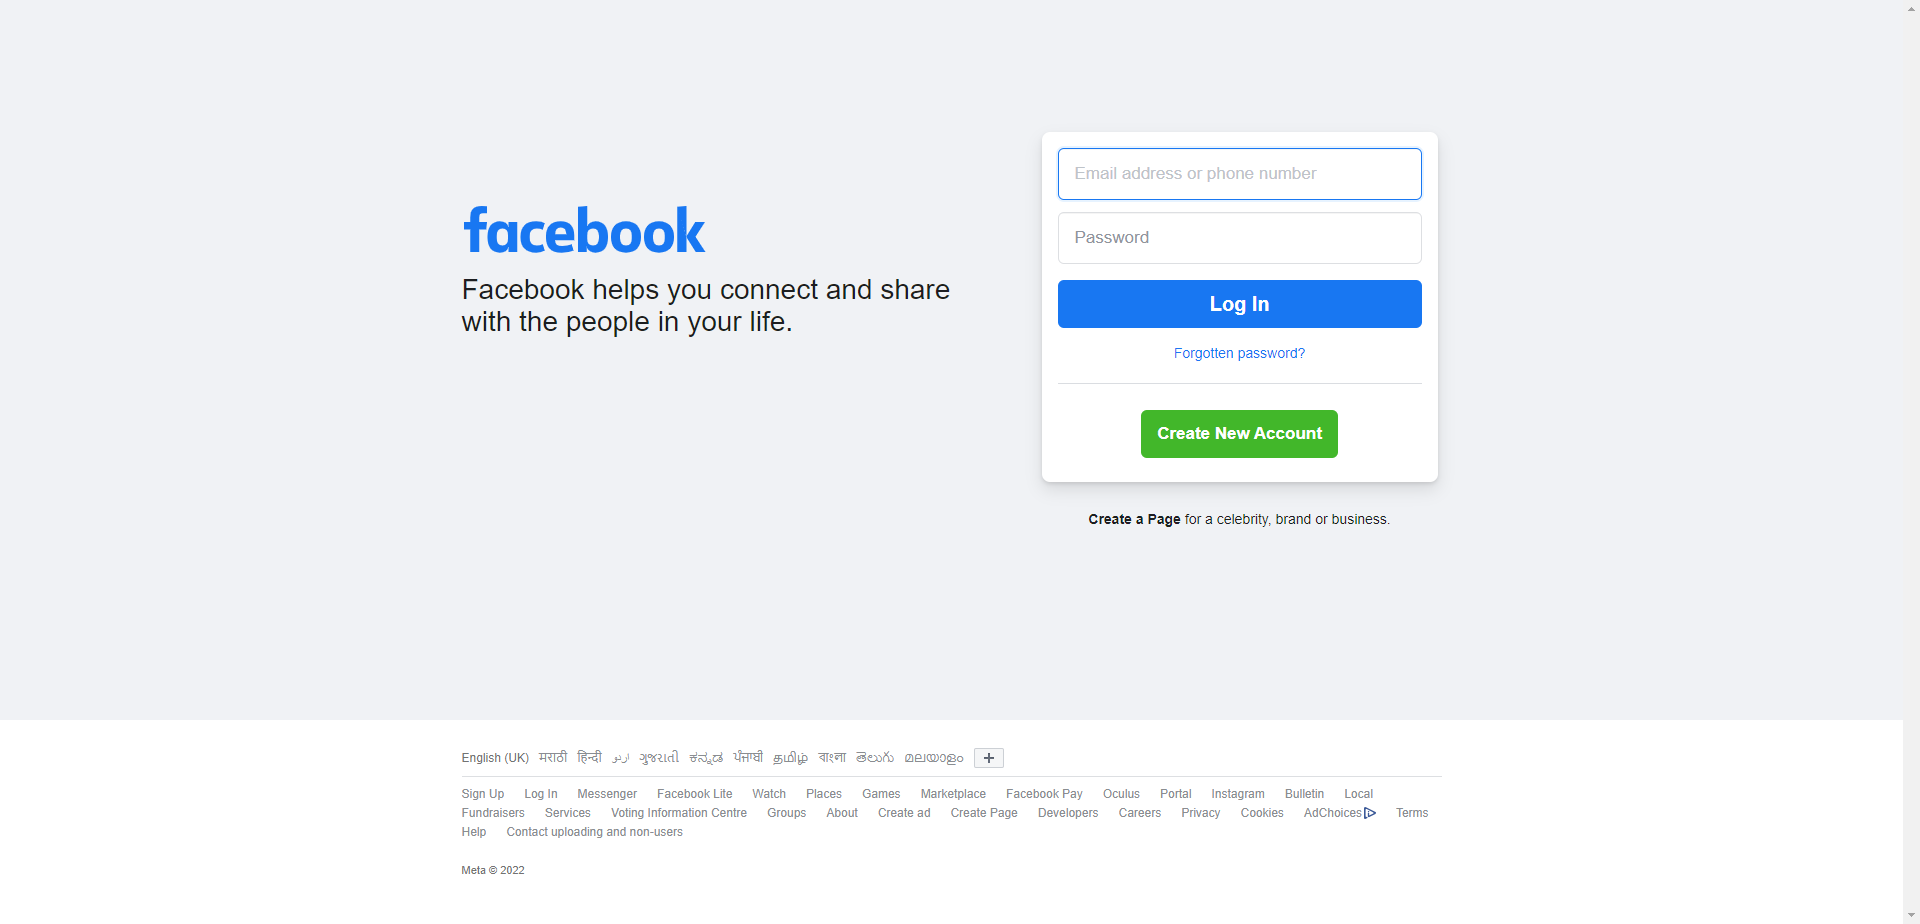 facebook
Facebook helps you connect and share
with the people in your life.
Email address or phone number
Password
Log In
Forgotten password?
Create New Account
Create a Page for a celebrity, brand or business.
English (UK) मराठी हिन्दी اردو ગુજરાતી ಕನ್ನಡ ਪੰਜਾਬੀ தமிழ் বাংলা తెలుగు മലയാളം +
Sign Up Log In Messenger Facebook Lite Watch Places Games Marketplace Facebook Pay Oculus Portal Instagram Bulletin Local
Fundraisers Services Voting Information Centre Groups About Create ad Create Page Developers Careers Privacy Cookies AdChoices Terms
Help Contact uploading and non-users
Meta © 2022